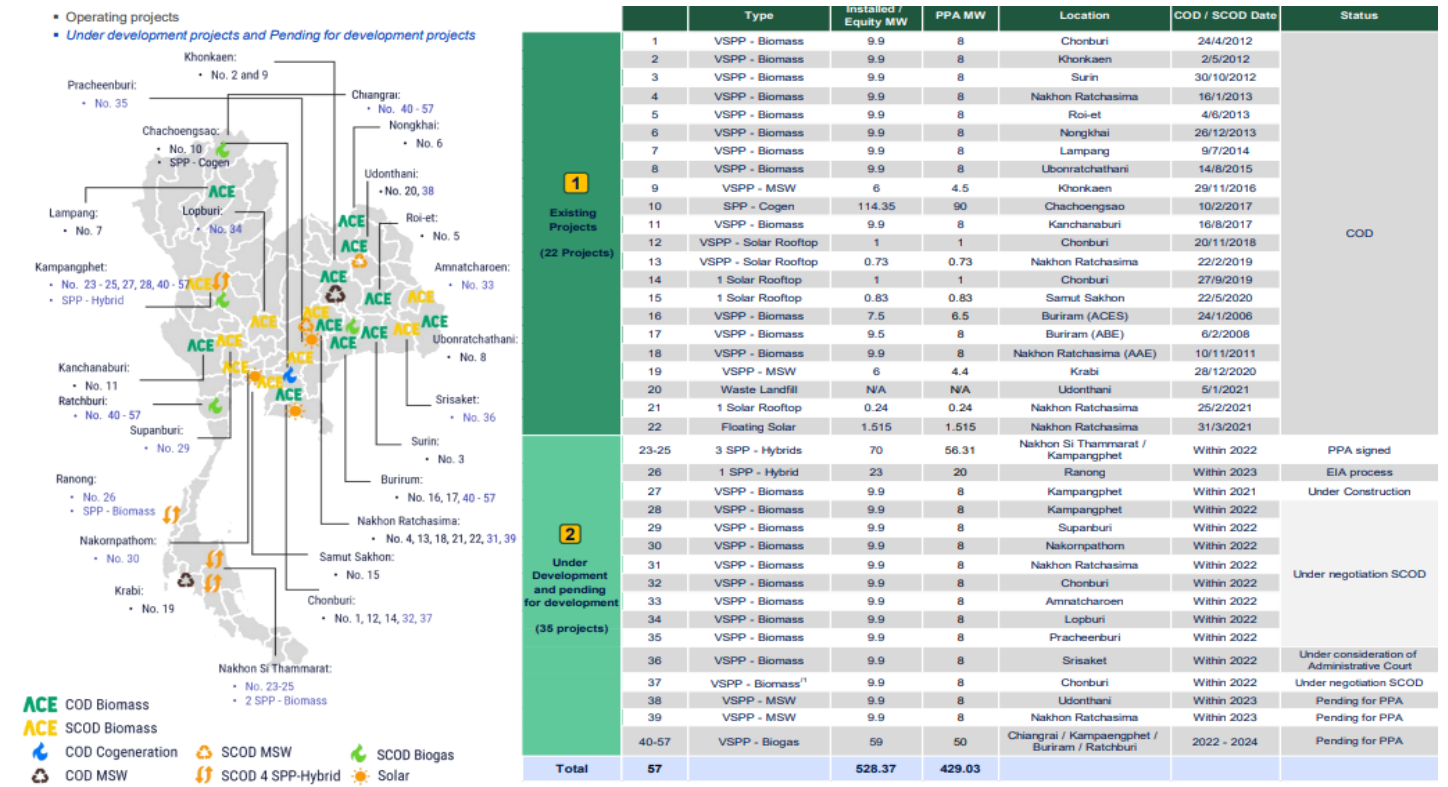 ▪ Operating projects
▪ Under development projects and Pending for development projects
Khonkaen:
• No. 2 and 9
Pracheenburi:
• No. 35
Chiangrai:
• No. 40 - 57
Nongkhai:
• No. 6
Chachoengsao:
• No. 10
• SPP - Cogen
Udonthani:
• No. 20, 38
ACE
Lampang:
• No. 7
Lopburi:
• No. 34
Roi-et:
• No. 5
ACE
ACE
Kampangphet:
• No. 23 - 25, 27, 28, 40 - 57
• SPP - Hybrid
Amnatcharoen:
• No. 33
ACE
ACE
ACE
ACE
ACE
ACE
ACE
ACE
ACE
ACE
ACE
ACE
ACE
Ubonratchathani:
• No. 8
ACE
ACE
Kanchanaburi:
• No. 11
ACE
ACE
ACE
Ratchburi:
• No. 40 - 57
Srisaket:
• No. 36
Supanburi:
• No. 29
Surin:
• No. 3
Ranong:
• No. 26
• SPP - Biomass
Burirum:
• No. 16, 17, 40 - 57
Nakhon Ratchasima:
• No. 4, 13, 18, 21, 22, 31, 39
Nakornpathom:
• No. 30
Samut Sakhon:
• No. 15
Krabi:
• No. 19
Chonburi:
• No. 1, 12, 14, 32, 37
Nakhon Si Thammarat:
• No. 23-25
• 2 SPP - Biomass
ACE COD Biomass
ACE SCOD Biomass
COD Cogeneration
SCOD MSW
SCOD Biogas
COD MSW
SCOD 4 SPP-Hybrid
Solar
Type Installed / Equity MW PPA MW Location COD / SCOD Date Status
1
Existing
Projects
(22 Projects)
1 VSPP - Biomass 9.9 8 Chonburi 24/4/2012
2 VSPP - Biomass 9.9 8 Khonkaen 2/5/2012
3 VSPP - Biomass 9.9 8 Surin 30/10/2012
4 VSPP - Biomass 9.9 8 Nakhon Ratchasima 16/1/2013
5 VSPP - Biomass 9.9 8 Roi-et 4/6/2013
6 VSPP - Biomass 9.9 8 Nongkhai 26/12/2013
7 VSPP - Biomass 9.9 8 Lampang 9/7/2014
8 VSPP - Biomass 9.9 8 Ubonratchathani 14/8/2015
9 VSPP - MSW 6 4.5 Khonkaen 29/11/2016
10 SPP - Cogen 114.35 90 Chachoengsao 10/2/2017
11 VSPP - Biomass 9.9 8 Kanchanaburi 16/8/2017
COD
12 VSPP - Solar Rooftop 1 1 Chonburi 20/11/2018
13 VSPP - Solar Rooftop 0.73 0.73 Nakhon Ratchasima 22/2/2019
14 1 Solar Rooftop 1 1 Chonburi 27/9/2019
15 1 Solar Rooftop 0.83 0.83 Samut Sakhon 22/5/2020
16 VSPP - Biomass 7.5 6.5 Buriram (ACES) 24/1/2006
17 VSPP - Biomass 9.5 8 Buriram (ABE) 6/2/2008
18 VSPP - Biomass 9.9 8 Nakhon Ratchasima (AAE) 10/11/2011
19 VSPP - MSW 6 4.4 Krabi 28/12/2020
20 Waste Landfill N/A N/A Udonthani 5/1/2021
21 1 Solar Rooftop 0.24 0.24 Nakhon Ratchasima 25/2/2021
22 Floating Solar 1.515 1.515 Nakhon Ratchasima 31/3/2021
2
Under
Development
and pending
for development
(35 projects)
23-25 3 SPP - Hybrids 70 56.31 Nakhon Si Thammarat / Kampangphet Within 2022 PPA signed
26 1 SPP - Hybrid 23 20 Ranong Within 2023 EIA process
27 VSPP - Biomass 9.9 8 Kampangphet Within 2021 Under Construction
28 VSPP - Biomass 9.9 8 Kampangphet Within 2022
29 VSPP - Biomass 9.9 8 Supanburi Within 2022
30 VSPP - Biomass 9.9 8 Nakornpathom Within 2022
31 VSPP - Biomass 9.9 8 Nakhon Ratchasima Within 2022
Under negotiation SCOD
32 VSPP - Biomass 9.9 8 Chonburi Within 2022
33 VSPP - Biomass 9.9 8 Amnatcharoen Within 2022
34 VSPP - Biomass 9.9 8 Lopburi Within 2022
35 VSPP - Biomass 9.9 8 Pracheenburi Within 2022
36 VSPP - Biomass 9.9 8 Srisaket Within 2022 Under consideration of Administrative Court
37 VSPP - Biomass/1 9.9 8 Chonburi Within 2022 Under negotiation SCOD
38 VSPP - MSW 9.9 8 Udonthani Within 2023 Pending for PPA
39 VSPP - MSW 9.9 8 Nakhon Ratchasima Within 2023 Pending for PPA
40-57 VSPP - Biogas 59 50 Chiangrai / Kampaengphet / Buriram / Ratchburi 2022 - 2024 Pending for PPA
Total 57 528.37 429.03